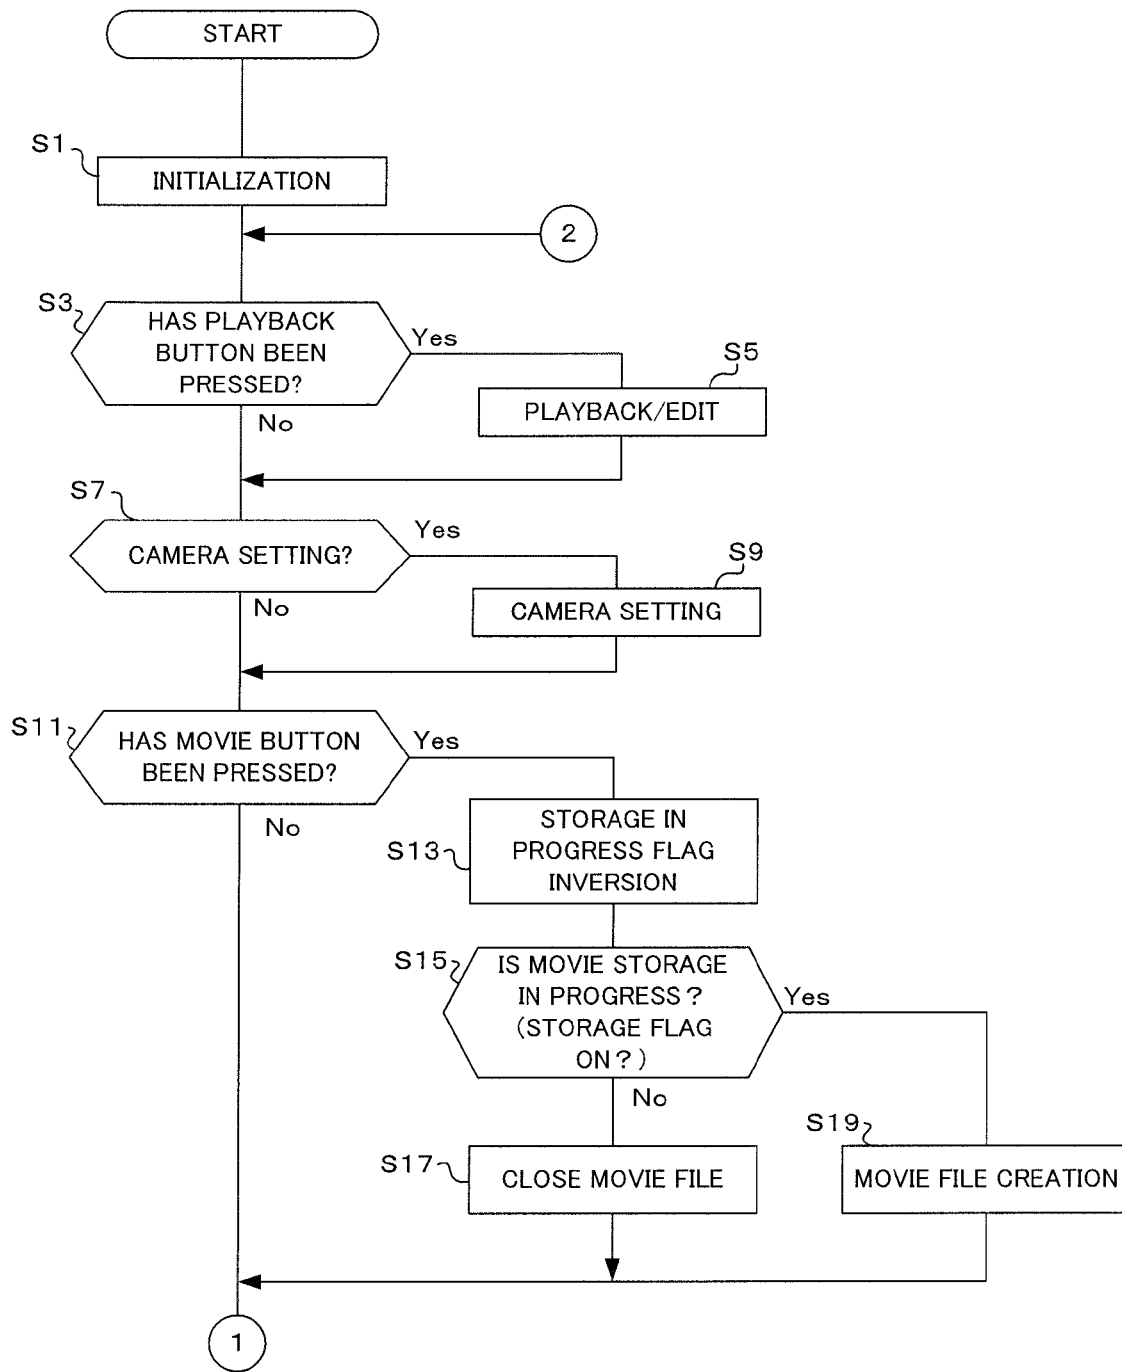 START
S1
INITIALIZATION
2
S3
HAS PLAYBACK
BUTTON BEEN
PRESSED?
Yes
No
S5
PLAYBACK/EDIT
S7
CAMERA SETTING?
Yes
No
S9
CAMERA SETTING
S11
HAS MOVIE BUTTON
BEEN PRESSED?
Yes
No
S13
STORAGE IN
PROGRESS FLAG
INVERSION
S15
IS MOVIE STORAGE
IN PROGRESS?
(STORAGE FLAG
ON?)
Yes
No
S17
CLOSE MOVIE FILE
S19
MOVIE FILE CREATION
1